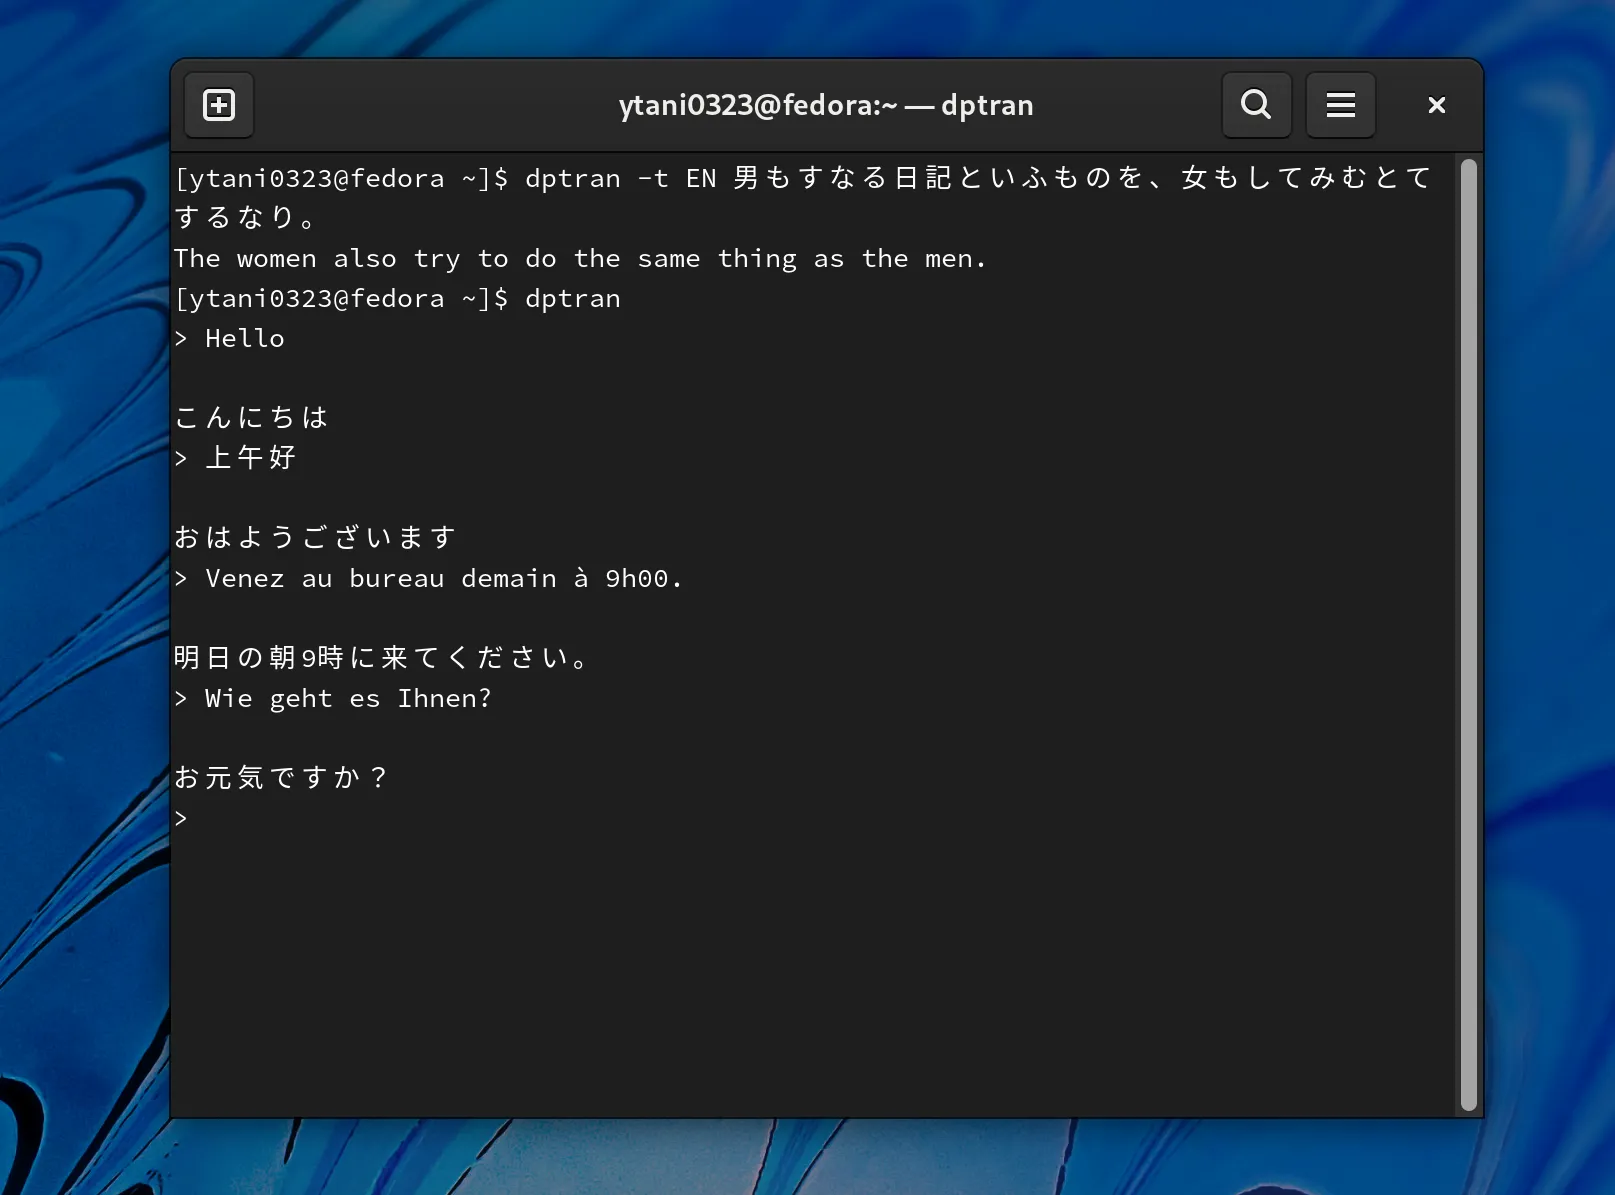 ytani0323@fedora:~ — dptran
[ytani0323@fedora ~]$ dptran -t EN 男もすなる日記といふものを、女もしてみむとて
するなり。
The women also try to do the same thing as the men.
[ytani0323@fedora ~]$ dptran
> Hello
こんにちは
> 上午好
おはようございます
> Venez au bureau demain à 9h00.
明日の朝9時に来てください。
> Wie geht es Ihnen?
お元気ですか？
>